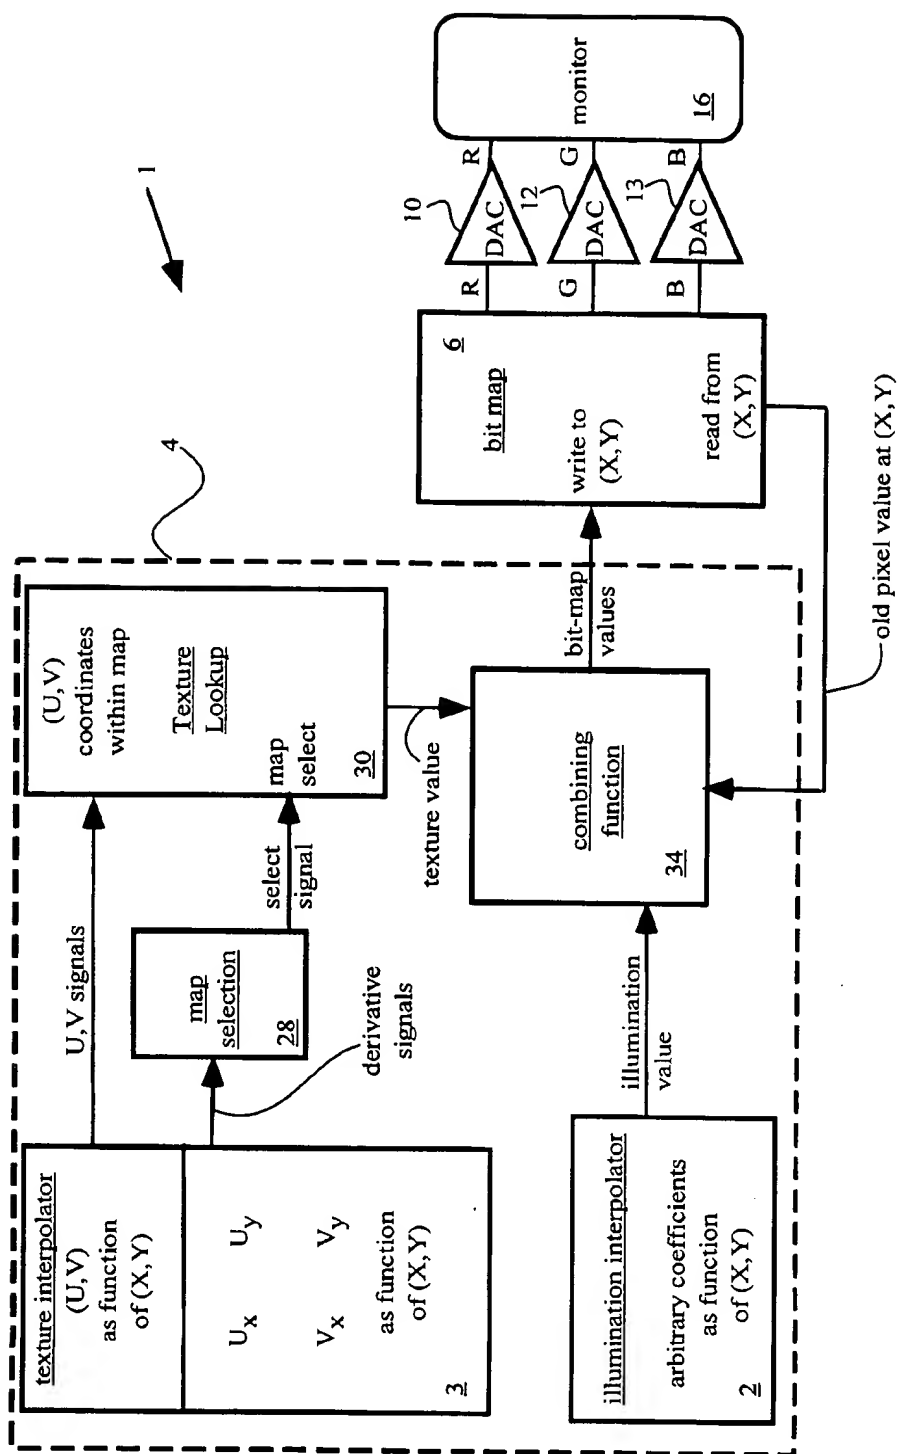 1
4
texture interpolator
(U,V)
as function
of (X,Y)
Ux Uy
Vx Vy
as function
of (X,Y)
3
U,V signals
derivative
signals
map
selection
28
select
signal
(U,V)
coordinates
within map
Texture
Lookup
map
select
30
texture value
illumination interpolator
arbitrary coefficients
as function
of (X,Y)
2
illumination
value
combining
function
34
bit-map
values
bit map
6
write to
(X,Y)
read from
(X,Y)
old pixel value at (X,Y)
R
G
B
10
DAC
12
DAC
13
DAC
R
G
B
monitor
16